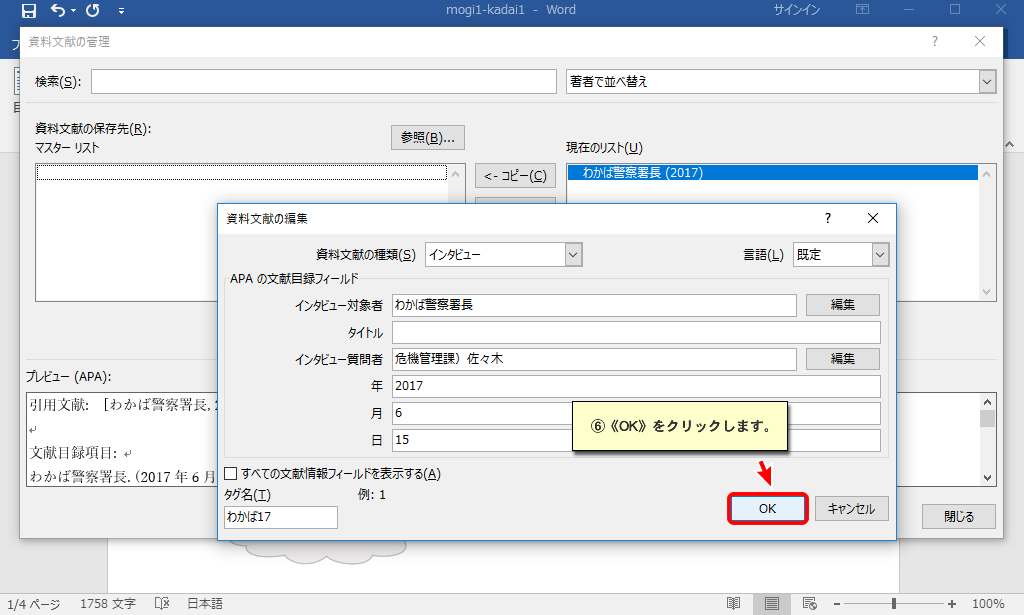 mogi1-kadai1 - Word
サインイン
資料文献の管理
検索(S):
著者で並べ替え
資料文献の保存先(R):
マスター リスト
参照(B)...
現在のリスト(U)
<- コピー(C)
わかば警察署長 (2017)
資料文献の編集
資料文献の種類(S)
インタビュー
言語(L)
既定
APA の文献目録フィールド
インタビュー対象者
わかば警察署長
編集
タイトル
インタビュー質問者
危機管理課）佐々木
編集
年
2017
月
6
日
15
⑥《OK》をクリックします。
プレビュー (APA):
引用文献: [わかば警察署長,
文献目録項目:
わかば警察署長. (2017 年 6 月
すべての文献情報フィールドを表示する(A)
タグ名(T)
例: 1
わかば17
OK
キャンセル
閉じる
1/4 ページ
1758 文字
日本語
100%